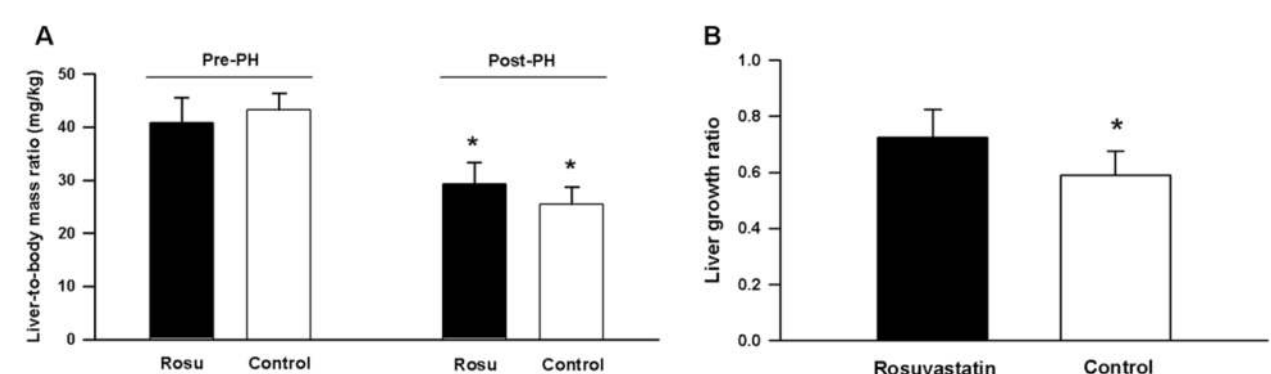 A
Pre-PH
Post-PH
Liver-to-body mass ratio (mg/kg)
50
40
30
20
10
0
*
*
Rosu
Control
Rosu
Control
B
Liver growth ratio
1.0
0.8
0.6
0.4
0.2
0.0
*
Rosuvastatin
Control